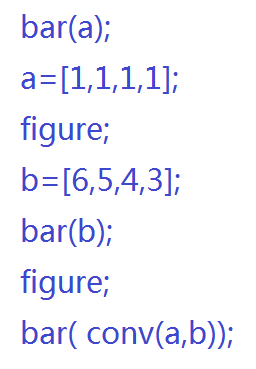 bar(a);
a=[1,1,1,1];
figure;
b=[6,5,4,3];
bar(b);
figure;
bar( conv(a,b));